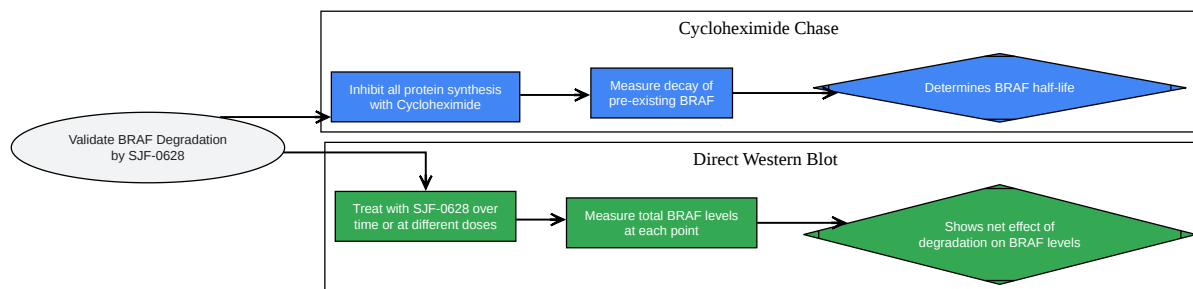 Cycloheximide Chase
Inhibit all protein synthesis
with Cycloheximide
Measure decay of
pre-existing BRAF
Determines BRAF half-life
Validate BRAF Degradation
by SJF-0628
Direct Western Blot
Treat with SJF-0628 over
time or at different doses
Measure total BRAF levels
at each point
Shows net effect of
degradation on BRAF levels